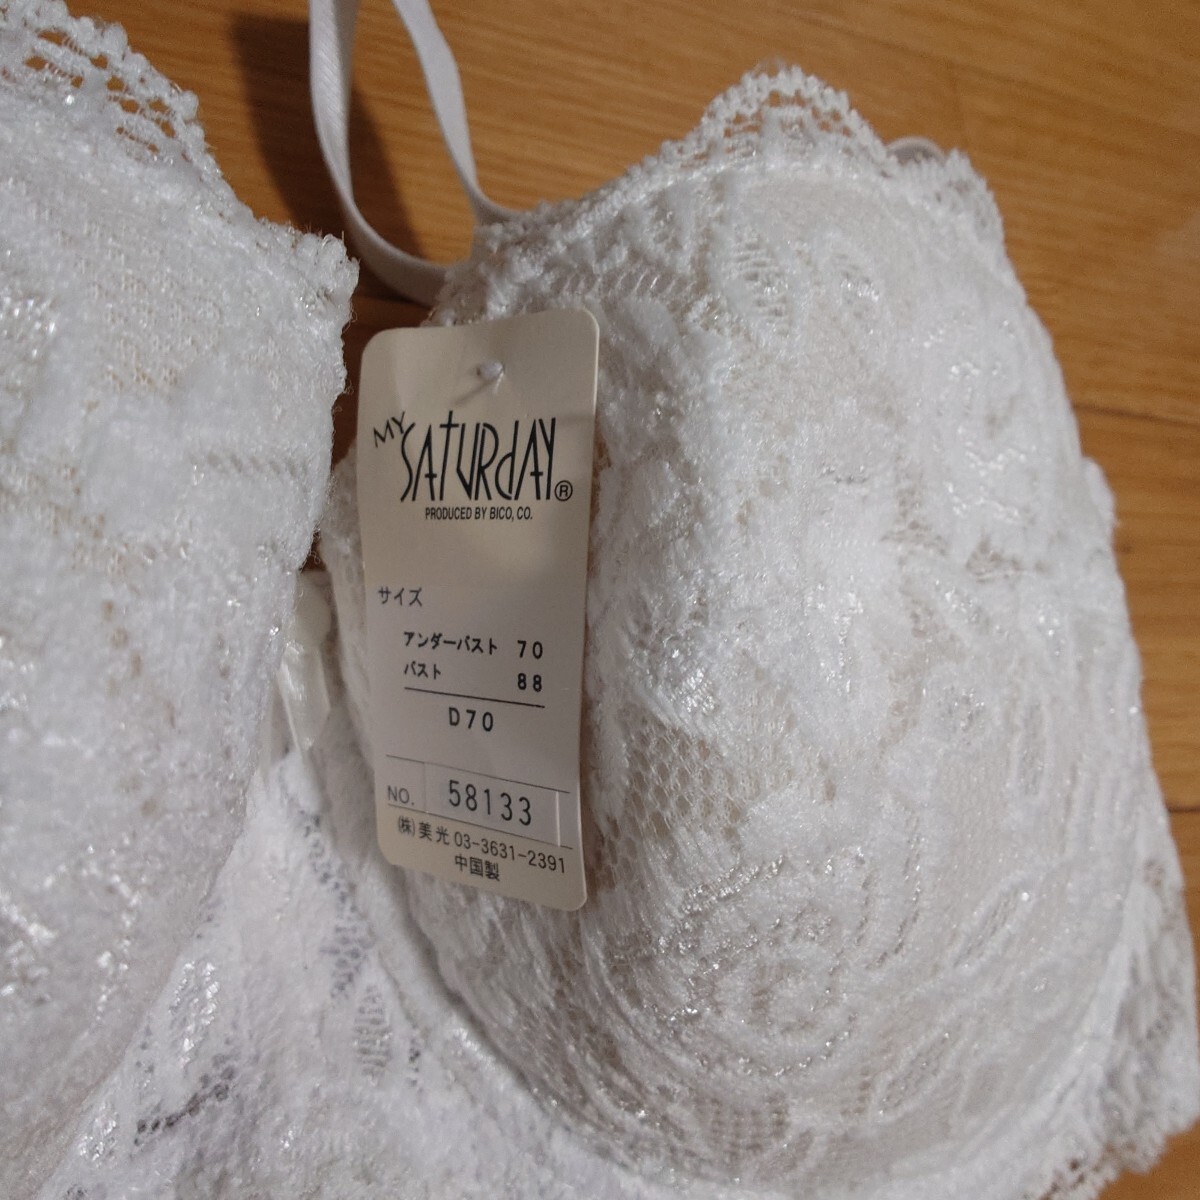 MY SATURdAY®
PRODUCED BY BICO, CO.
サイズ
アンダーバスト 70
バスト 88
D70
NO. 58133
(株)美光 03-3631-2391
中国製